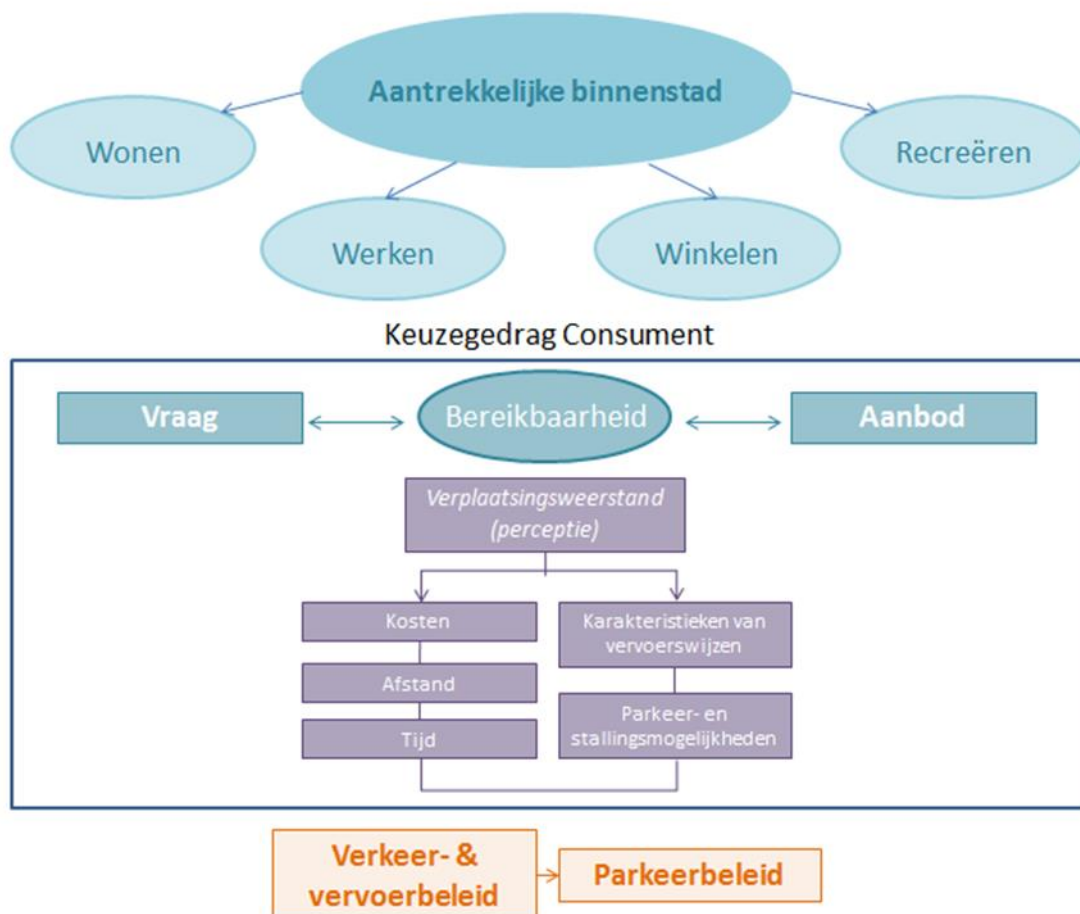 Aantrekkelijke binnenstad
Wonen
Recreëren
Werken
Winkelen
Keuzegedrag Consument
Vraag
Bereikbaarheid
Aanbod
Verplaatsingsweerstand
(perceptie)
Kosten
Karakteristieken van
vervoerswijzen
Afstand
Parkeer- en
stallingsmogelijkheden
Tijd
Verkeer- &
vervoerbeleid
Parkeerbeleid